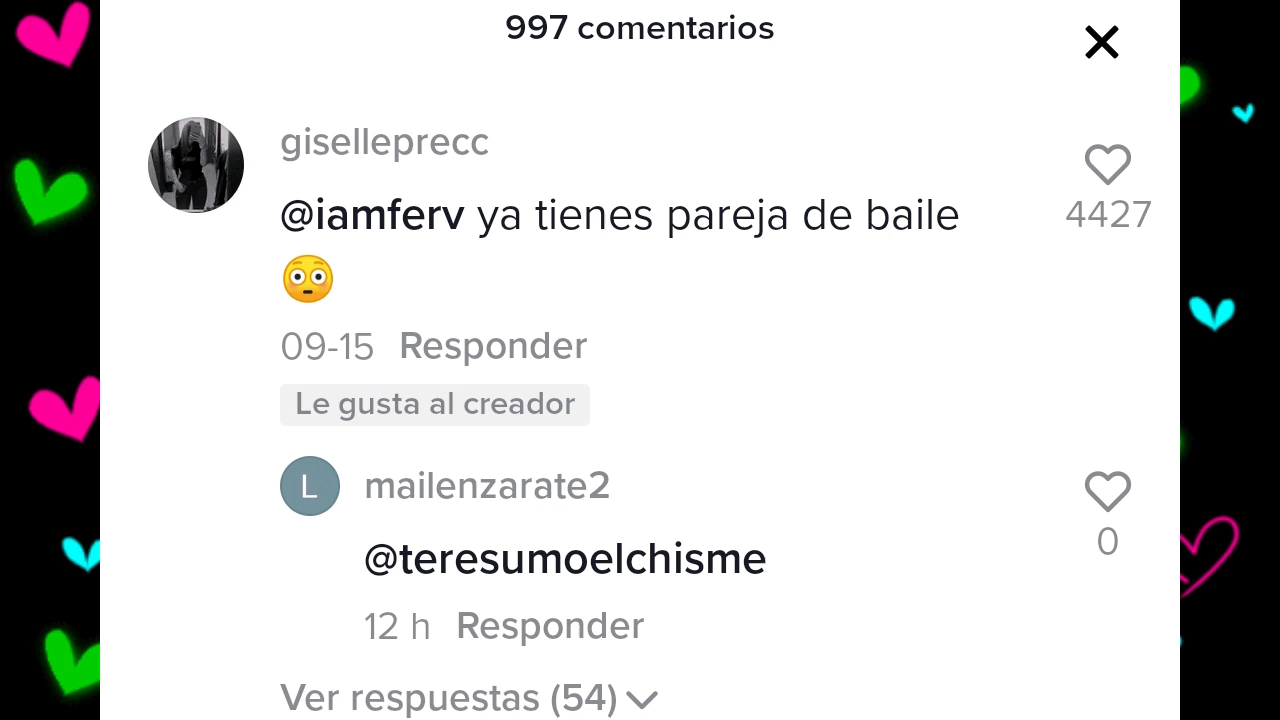 997 comentarios
giselleprecc
@iamferv ya tienes pareja de baile
😳
4427
09-15 Responder
Le gusta al creador
L mailenzarate2
@teresumoelchisme
0
12 h Responder
Ver respuestas (54)